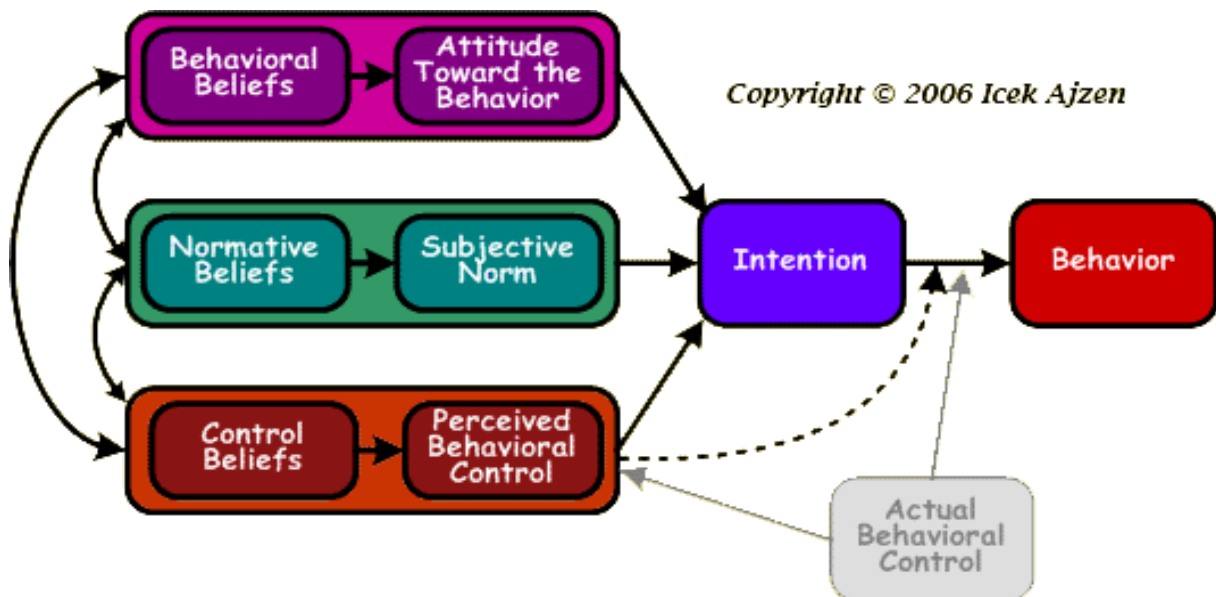 Behavioral
Beliefs
Attitude
Toward the
Behavior
Copyright © 2006 Icek Ajzen
Normative
Beliefs
Subjective
Norm
Intention
Behavior
Control
Beliefs
Perceived
Behavioral
Control
Actual
Behavioral
Control